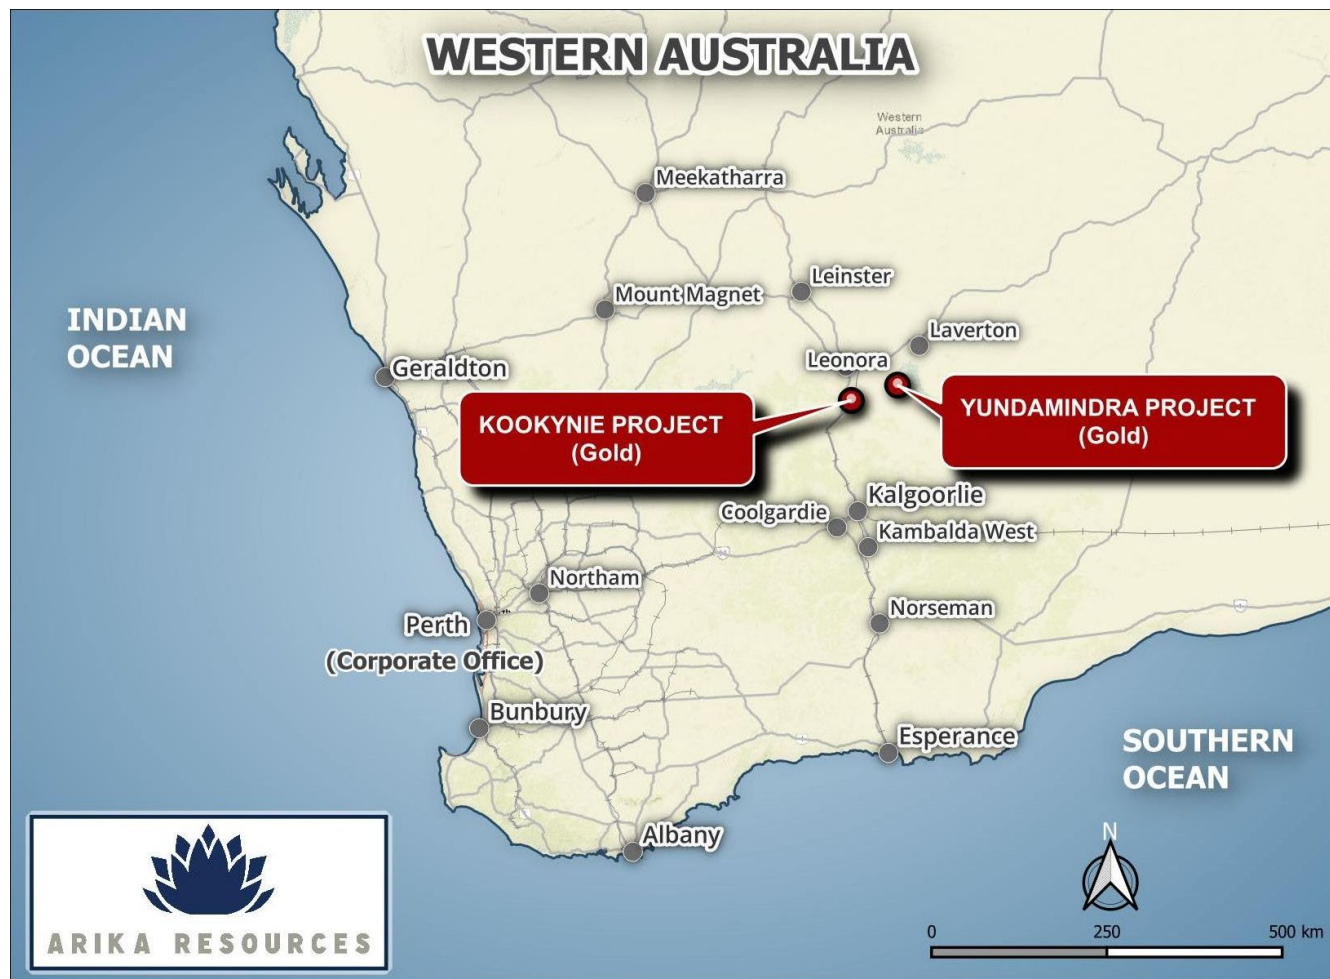 WESTERN AUSTRALIA
Western
Australia
Meekatharra
Leinster
Mount Magnet
INDIAN
OCEAN
Laverton
Leonora
Geraldton
KOOKYNIE PROJECT
(Gold)
YUNDAMINDRA PROJECT
(Gold)
Kalgoorlie
Coolgardie
Kambalda West
Northam
Norseman
Perth
(Corporate Office)
Bunbury
Esperance
SOUTHERN
OCEAN
Albany
N
ARIKA RESOURCES
0 250 500 km